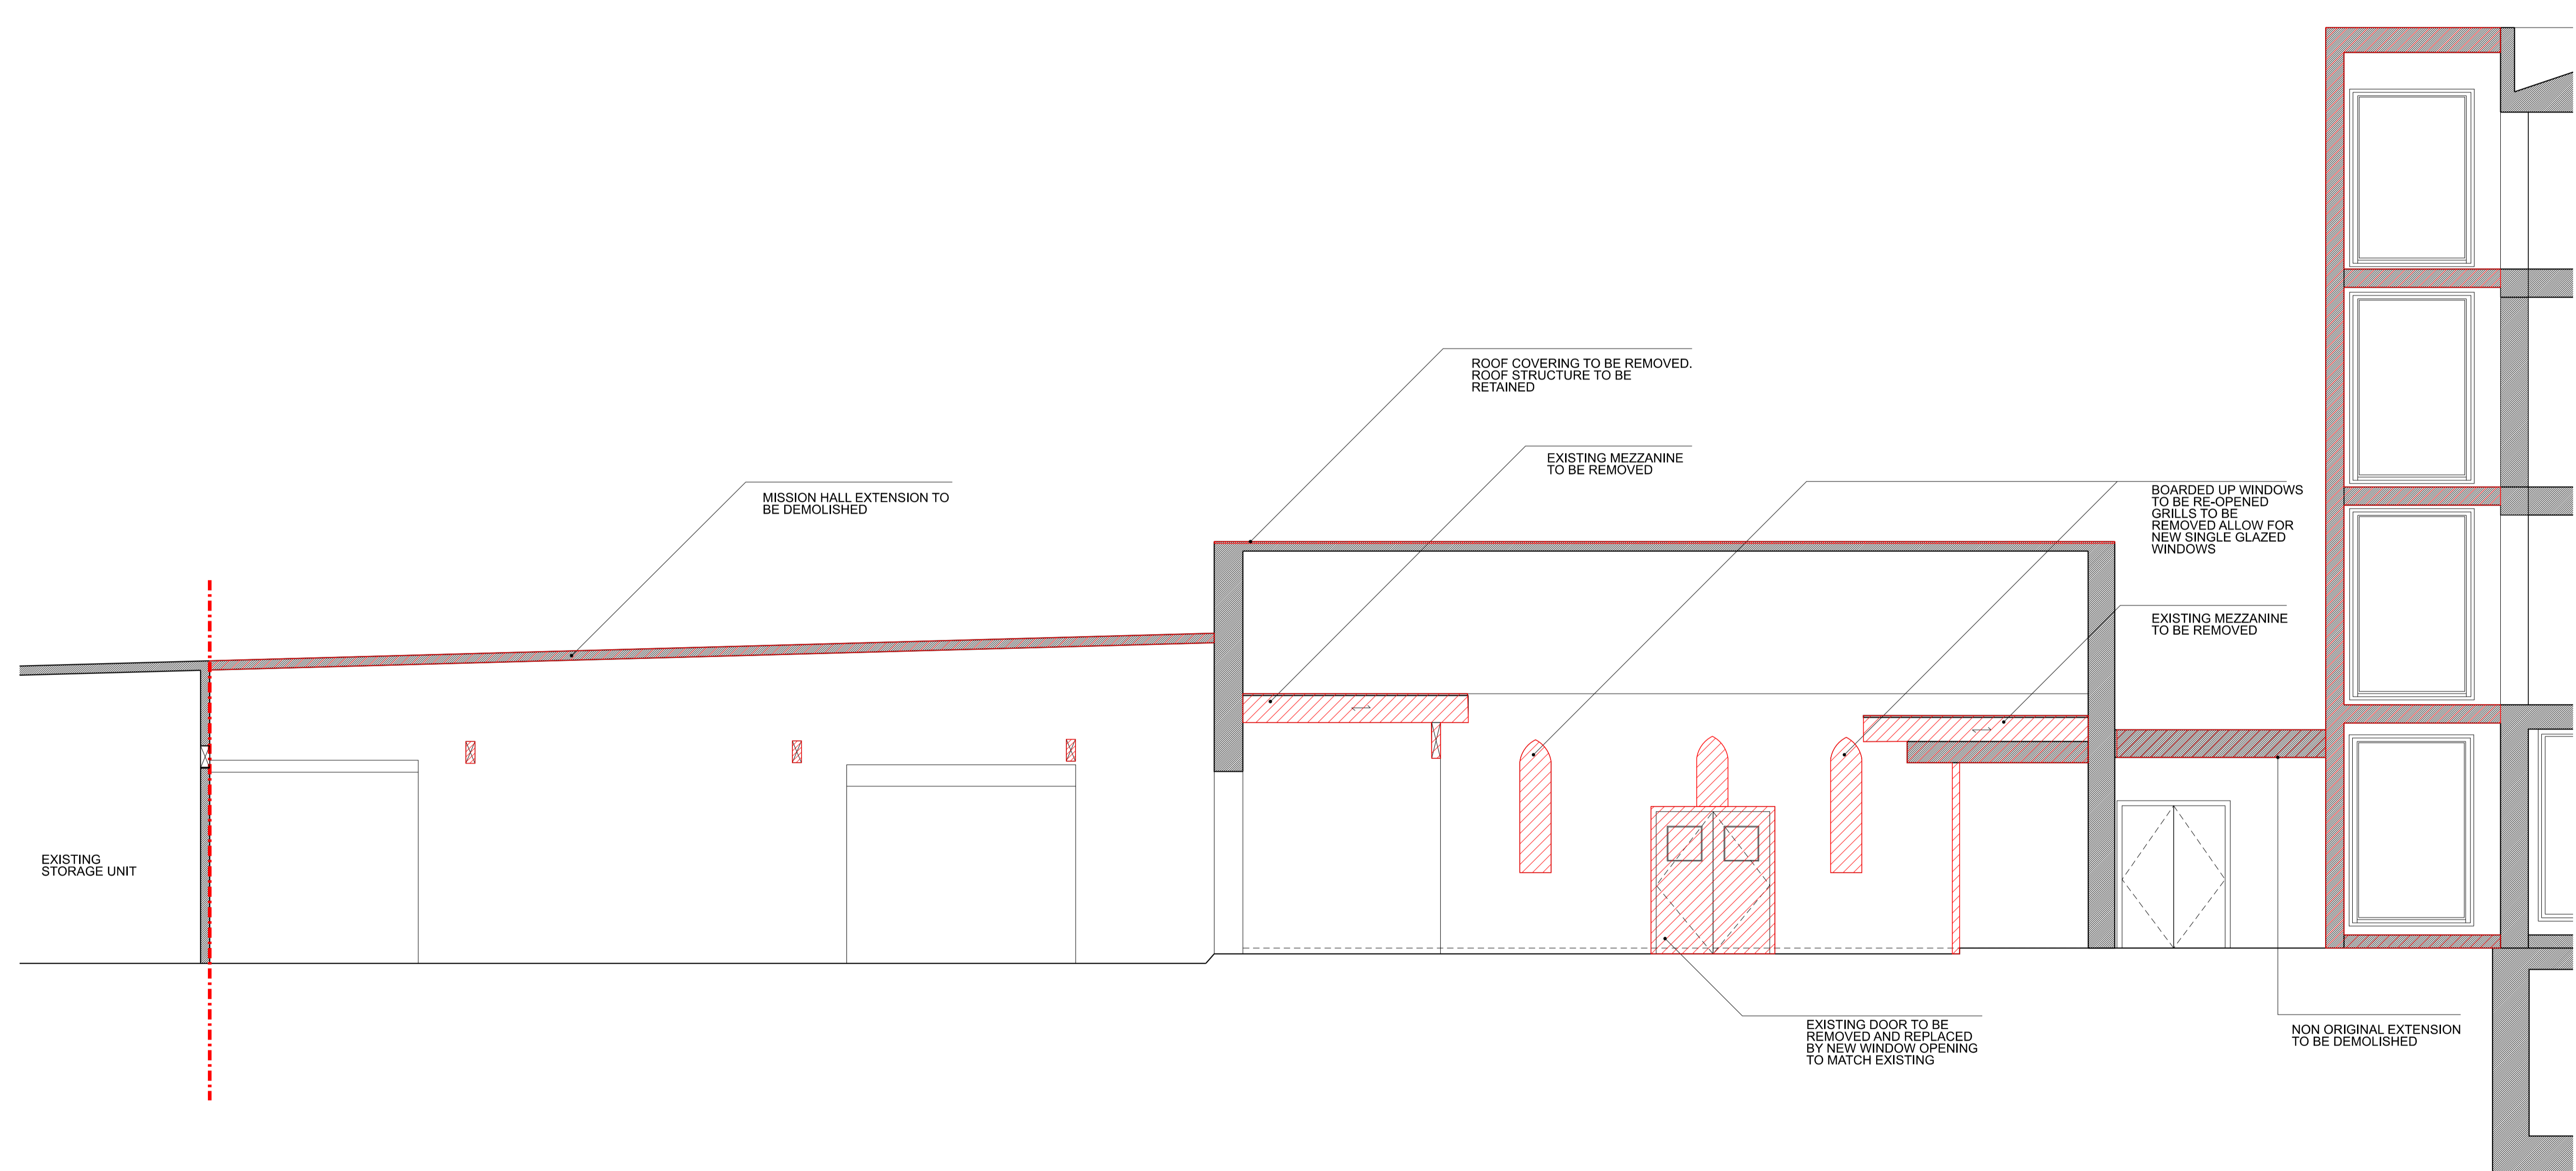 ROOF COVERING TO BE REMOVED.
ROOF STRUCTURE TO BE
RETAINED
EXISTING MEZZANINE
TO BE REMOVED
MISSION HALL EXTENSION TO
BE DEMOLISHED
BOARDED UP WINDOWS
TO BE RE-OPENED
GRILLS TO BE
REMOVED ALLOW FOR
NEW SINGLE GLAZED
WINDOWS
EXISTING MEZZANINE
TO BE REMOVED
EXISTING
STORAGE UNIT
EXISTING DOOR TO BE
REMOVED AND REPLACED
BY NEW WINDOW OPENING
TO MATCH EXISTING
NON ORIGINAL EXTENSION
TO BE DEMOLISHED